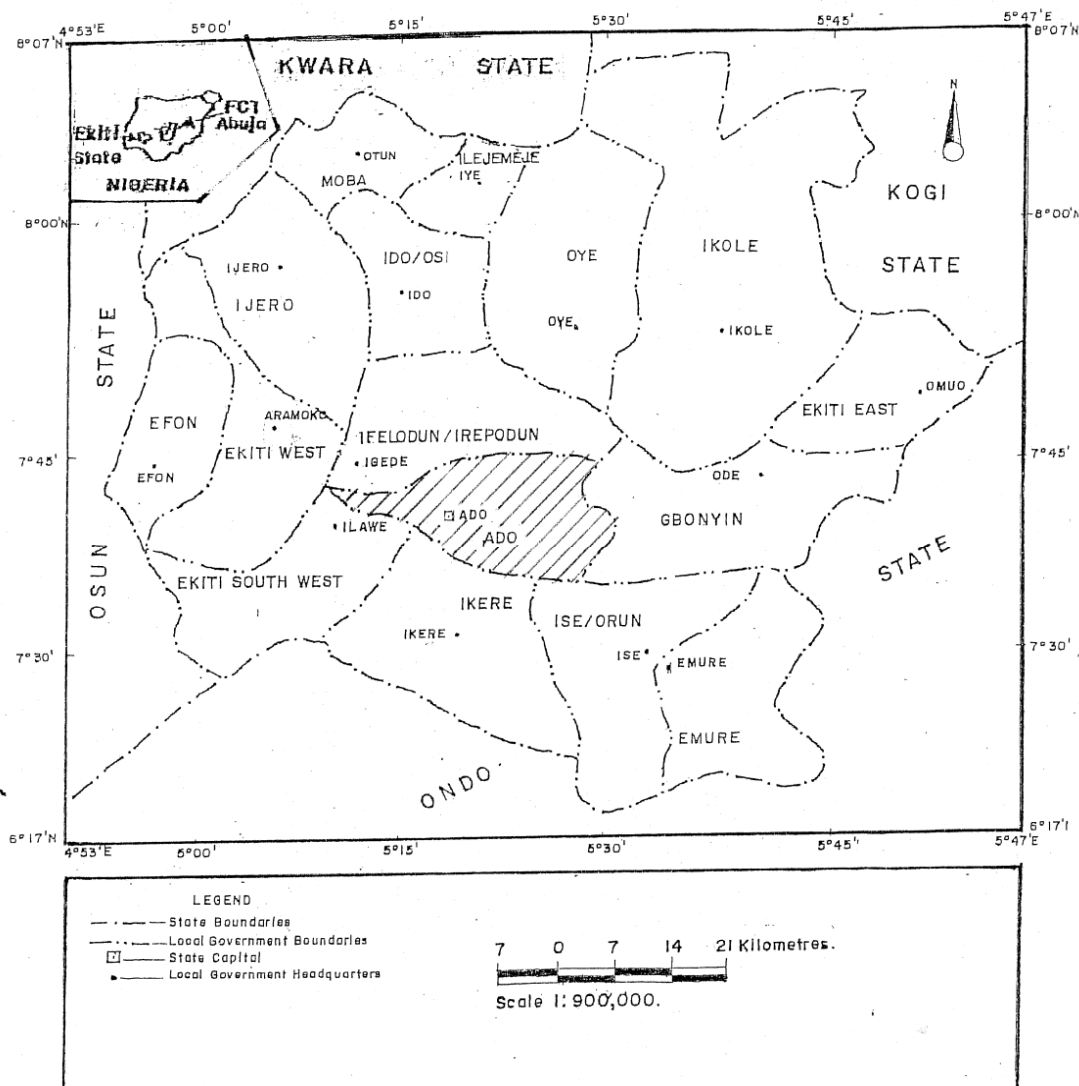 4°53'E 5°00' 5°15' 5°30' 5°45' 5°47'E
8°07'N 8°07'N
KWARA STATE
N
FCT
Abuja
Ekiti
State
NIGERIA
OTUN
ILEJEMEJE
IYE
MOBA
KOGI
STATE
8°00'N 8°00'N
IJERO
IJERO
IDO/OSI
IDO
OYE
OYE
IKOLE
IKOLE
OMUO
EKITI EAST
OSUN STATE
EFON
EFON
ARAMOKO
EKITI WEST
IFELODUN/IREPODUN
IGEDE
7°45' 7°45'
ODE
GBONYIN
ADO
ADO
ILAWE
EKITI SOUTH WEST
IKERE
IKERE
ISE/ORUN
ISE
EMURE
EMURE
7°30' 7°30'
ONDO STATE
6°17'N 6°17'
4°53'E 5°00' 5°15' 5°30' 5°45' 5°47'E
LEGEND
State Boundaries
Local Government Boundaries
State Capital
Local Government Headquarters
7 0 7 14 21 Kilometres.
Scale 1:900,000.